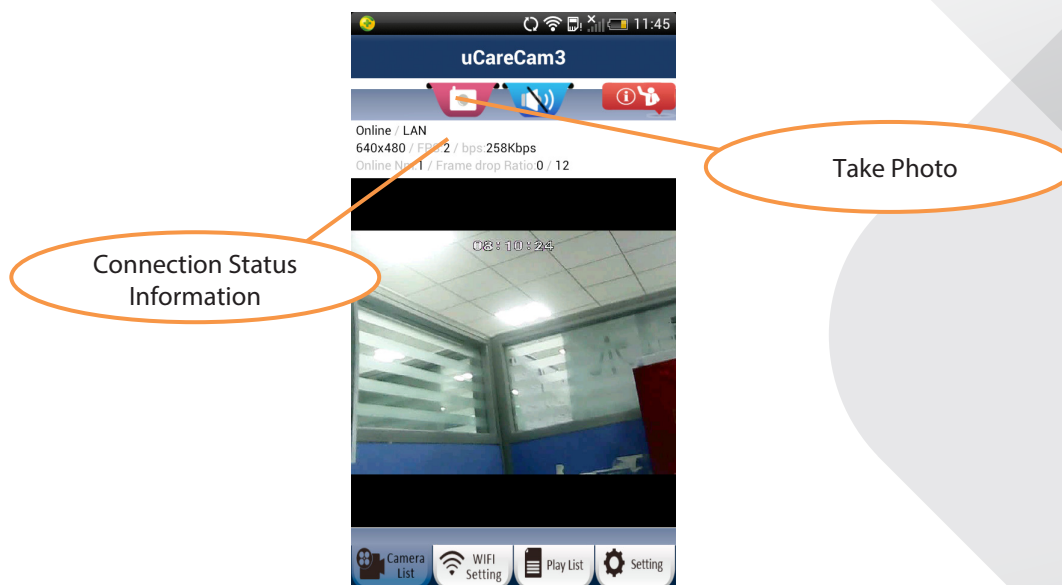 11:45
uCareCam3
Online / LAN
640x480 / FPS:2 / bps:258Kbps
Online Nm:1 / Frame drop Ratio:0 / 12
Take Photo
08:10:24
Connection Status
Information
Camera
List
WIFI
Setting
Play List
Setting